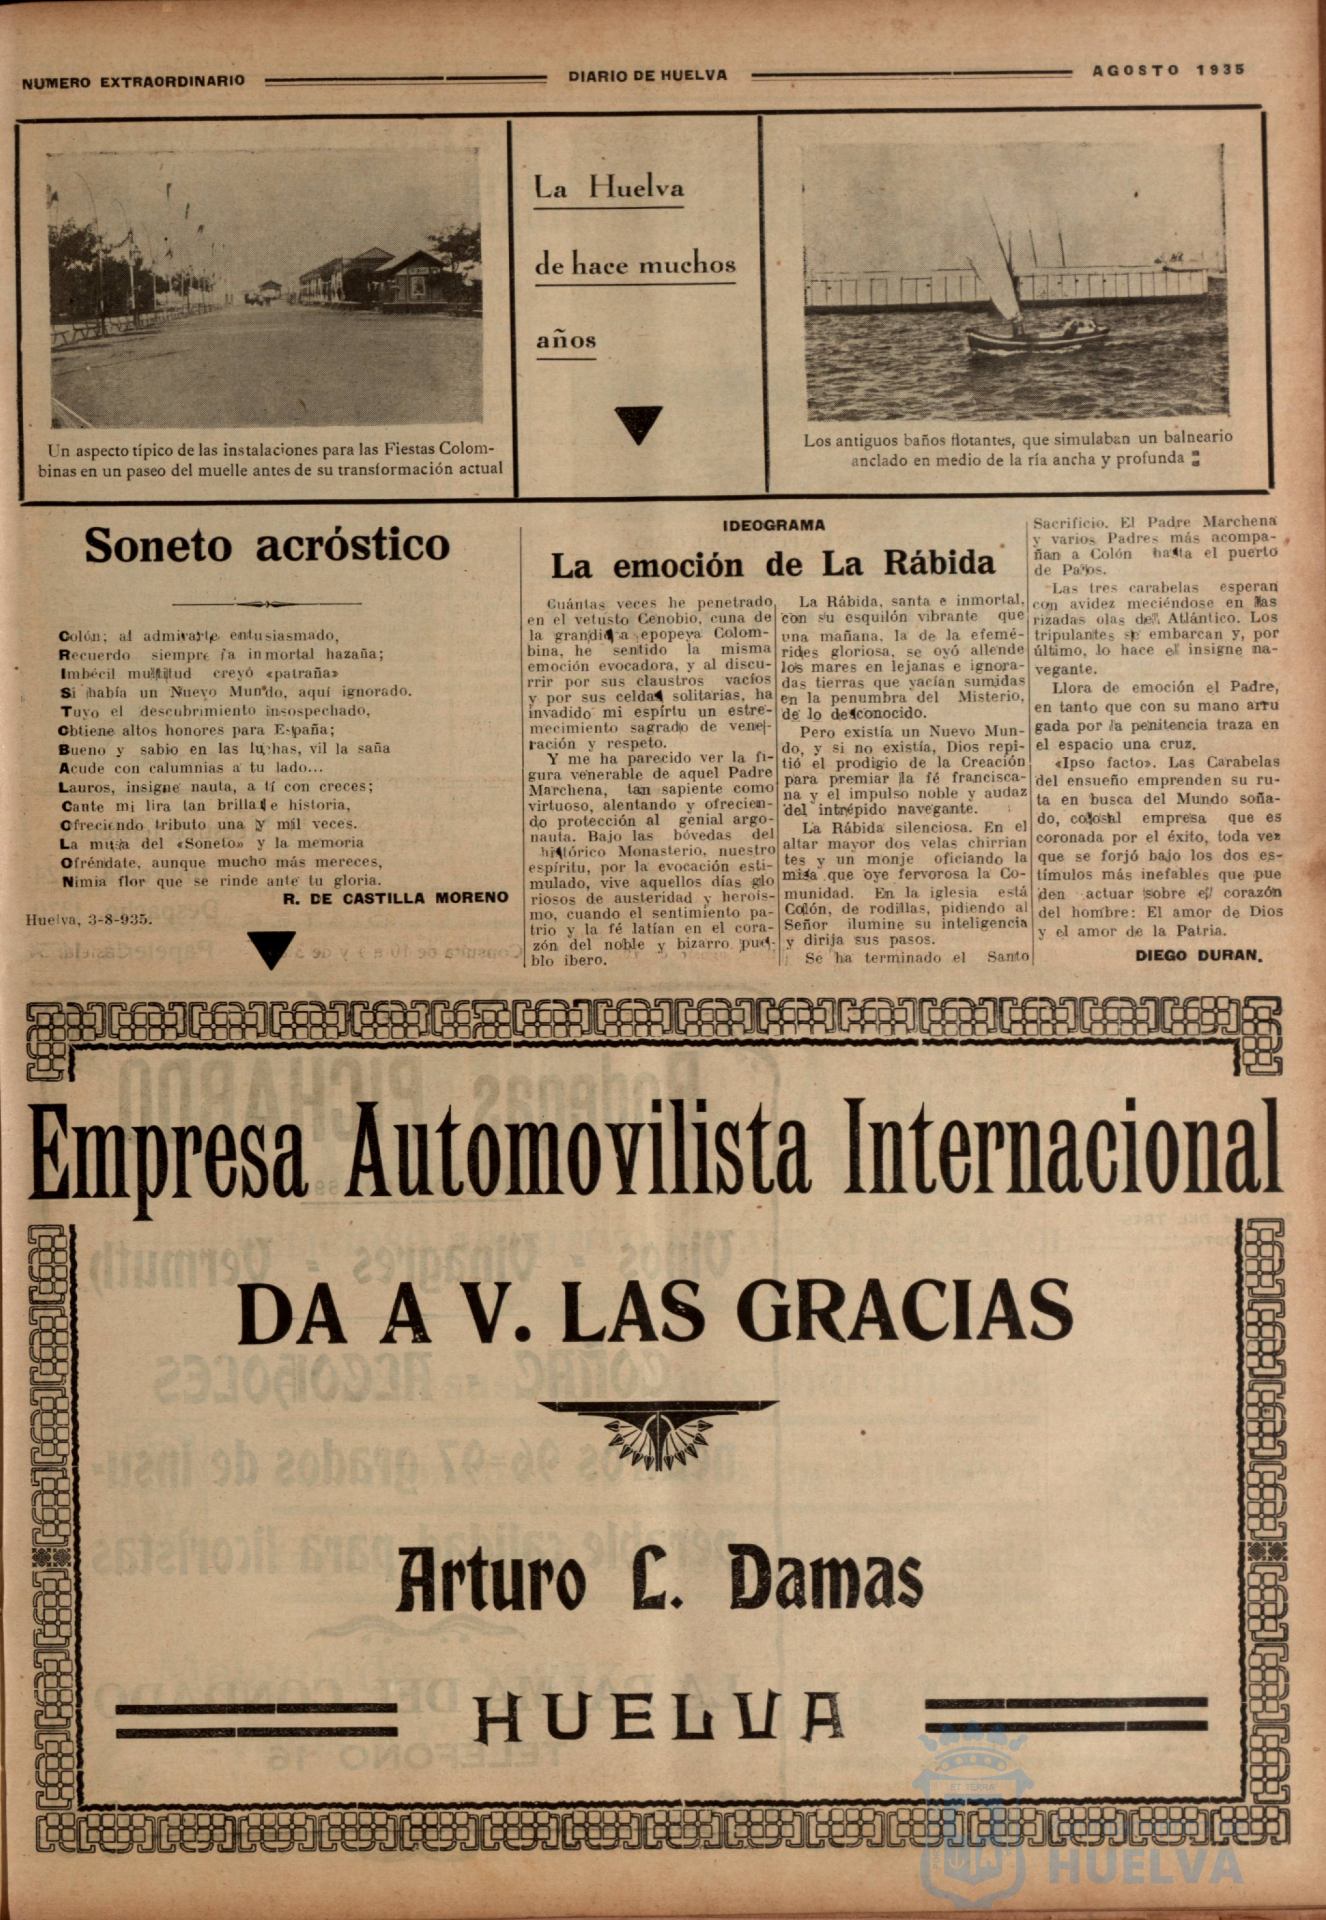 NUMERO EXTRAORDINARIO
DIARIO DE HUELVA
AGOSTO 1935
Un aspecto típico de las instalaciones para las Fiestas Colom-
binas en un paseo del muelle antes de su transformación actual
La Huelva
de hace muchos
años
Los antiguos baños flotantes, que simulaban un balneario
anclado en medio de la ría ancha y profunda
Soneto acróstico
Colón; al admirarte entusiasmado,
Recuerdo siempre la inmortal hazaña;
Imbécil multitud creyó «patraña»
Si había un Nuevo Mundo, aquí ignorado.
Tuyo el descubrimiento insospechado,
Obtiene altos honores para España;
Bueno y sabio en las luchas, vil la saña
Acude con calumnias a tu lado...
Lauros, insigne nauta, a tí con creces;
Cante mi lira tan brillante historia,
Ofreciendo tributo una y mil veces.
La musa del «Soneto» y la memoria
Ofréndate, aunque mucho más mereces,
Nimia flor que se rinde ante tu gloria.
R. DE CASTILLA MORENO
Huelva, 3-8-935.
IDEOGRAMA
La emoción de La Rábida
Cuántas veces he penetrado
en el vetusto Cenobio, cuna de
la grandiosa epopeya Colom-
bina, he sentido la misma
emoción evocadora, y al discu-
rrir por sus claustros vacíos
y por sus celdas solitarias, ha
invadido mi espírtu un estre-
mecimiento sagrado de vene-
ración y respeto.
Y me ha parecido ver la fi-
gura venerable de aquel Padre
Marchena, tan sapiente como
virtuoso, alentando y ofrecien-
do protección al genial argo-
nauta. Bajo las bóvedas del
histórico Monasterio, nuestro
espíritu, por la evocación esti-
mulado, vive aquellos días glo
riosos de austeridad y herois-
mo, cuando el sentimiento pa-
trio y la fé latían en el cora-
zón del noble y bizarro pue-
blo ibero.
La Rábida, santa e inmortal,
con su esquilón vibrante que
una mañana, la de la efemé-
rides gloriosa, se oyó allende
los mares en lejanas e ignora-
das tierras que yacían sumidas
en la penumbra del Misterio,
de lo desconocido.
Pero existía un Nuevo Mun-
do, y si no existía, Dios repi-
tió el prodigio de la Creación
para premiar la fé francisca-
na y el impulso noble y audaz
del intrépido navegante.
La Rábida silenciosa. En el
altar mayor dos velas chirrian
tes y un monje oficiando la
misa que oye fervorosa la Co-
munidad. En la iglesia está
Colón, de rodillas, pidiendo al
Señor ilumine su inteligencia
y dirija sus pasos.
Se ha terminado el Santo
Sacrificio. El Padre Marchena
y varios Padres más acompa-
ñan a Colón hasta el puerto
de Palos.
Las tres carabelas esperan
con avidez meciéndose en las
rizadas olas del Atlántico. Los
tripulantes se embarcan y, por
último, lo hace el insigne na-
vegante.
Llora de emoción el Padre,
en tanto que con su mano arru
gada por la penitencia traza en
el espacio una cruz.
«Ipso facto». Las Carabelas
del ensueño emprenden su ru-
ta en busca del Mundo soña-
do, colosal empresa que es
coronada por el éxito, toda vez
que se forjó bajo los dos es-
tímulos más inefables que pue
den actuar sobre el corazón
del hombre: El amor de Dios
y el amor de la Patria.
DIEGO DURAN.
Empresa Automovilista Internacional
DA A V. LAS GRACIAS
Arturo L. Damas
HUELVA
ET TERRÆ
HUELVA